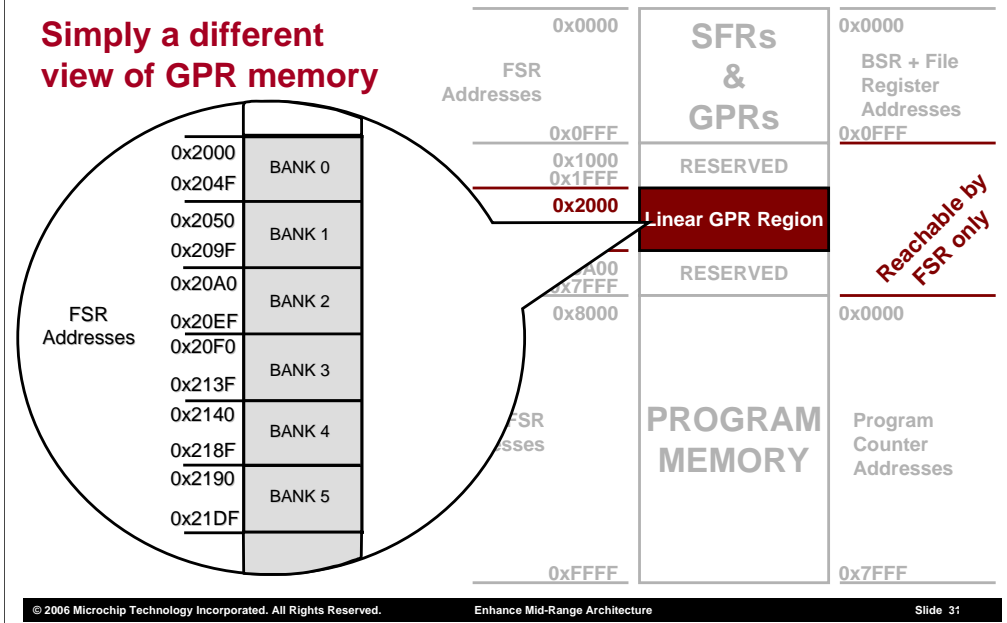 Simply a different
view of GPR memory
0x2000
0x204F
BANK 0
0x2050
0x209F
BANK 1
0x20A0
0x20EF
BANK 2
0x20F0
0x213F
BANK 3
0x2140
0x218F
BANK 4
0x2190
0x21DF
BANK 5
FSR
Addresses
0x0000
FSR
Addresses
0x0FFF
0x1000
0x1FFF
0x2000
A00
x7FFF
0x8000
FSR
esses
0xFFFF
SFRs
&
GPRs
RESERVED
Linear GPR Region
RESERVED
PROGRAM
MEMORY
0x0000
BSR + File
Register
Addresses
0x0FFF
Reachable by
FSR only
0x0000
Program
Counter
Addresses
0x7FFF
© 2006 Microchip Technology Incorporated. All Rights Reserved.
Enhance Mid-Range Architecture
Slide 31